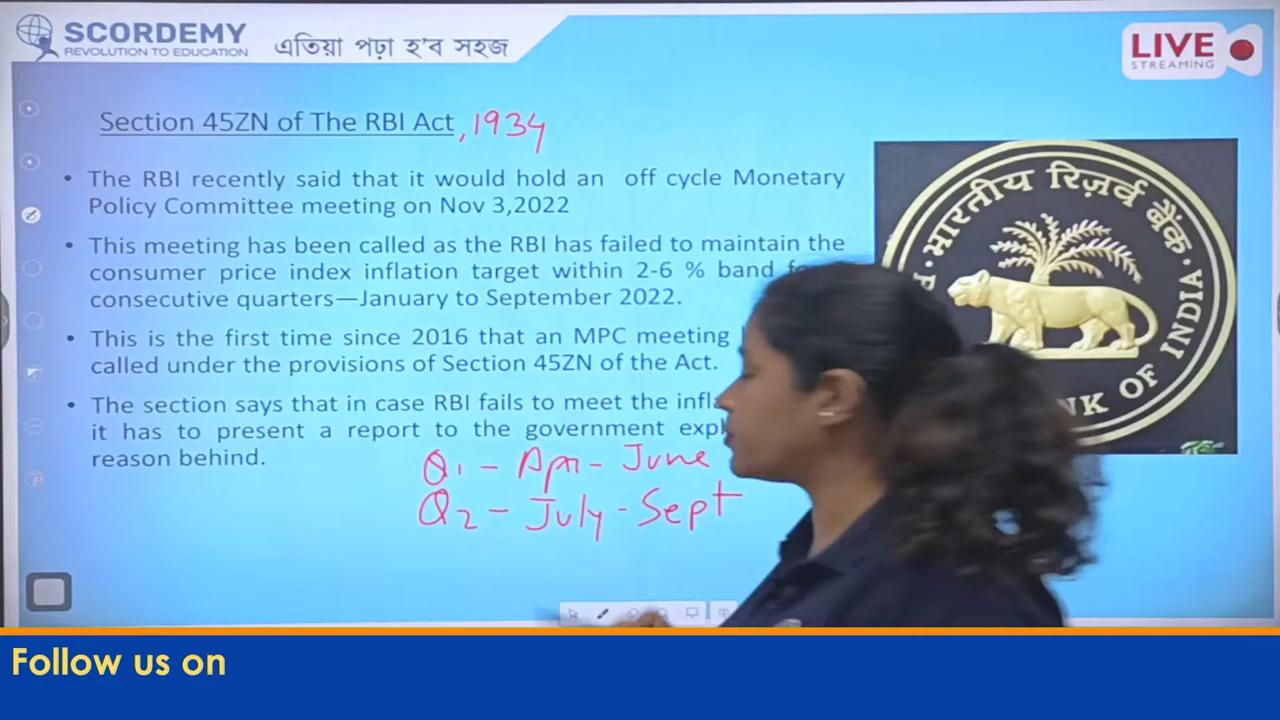 SCORDEMY
REVOLUTION TO EDUCATION
এতিয়া পঢ়া হ'ব সহজ
LIVE
STREAMING
Section 45ZN of The RBI Act, 1934
• The RBI recently said that it would hold an off cycle Monetary
Policy Committee meeting on Nov 3,2022
• This meeting has been called as the RBI has failed to maintain the
consumer price index inflation target within 2-6 % band
consecutive quarters—January to September 2022.
• This is the first time since 2016 that an MPC meeting
called under the provisions of Section 45ZN of the Act.
• The section says that in case RBI fails to meet the
it has to present a report to the government
reason behind.
Q1 - Apr - June
Q2 - July - Sept
भारतीय रिज़र्व बैंक
OF INDIA
Follow us on